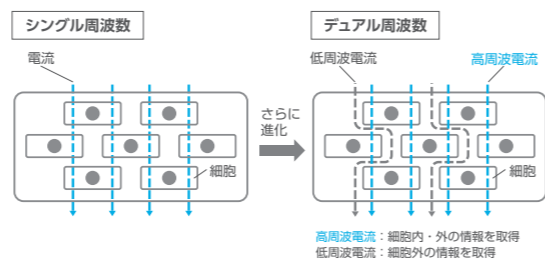 シングル周波数
電流
細胞
さらに
進化
デュアル周波数
低周波電流
高周波電流
細胞
高周波電流：細胞内・外の情報を取得
低周波電流：細胞外の情報を取得